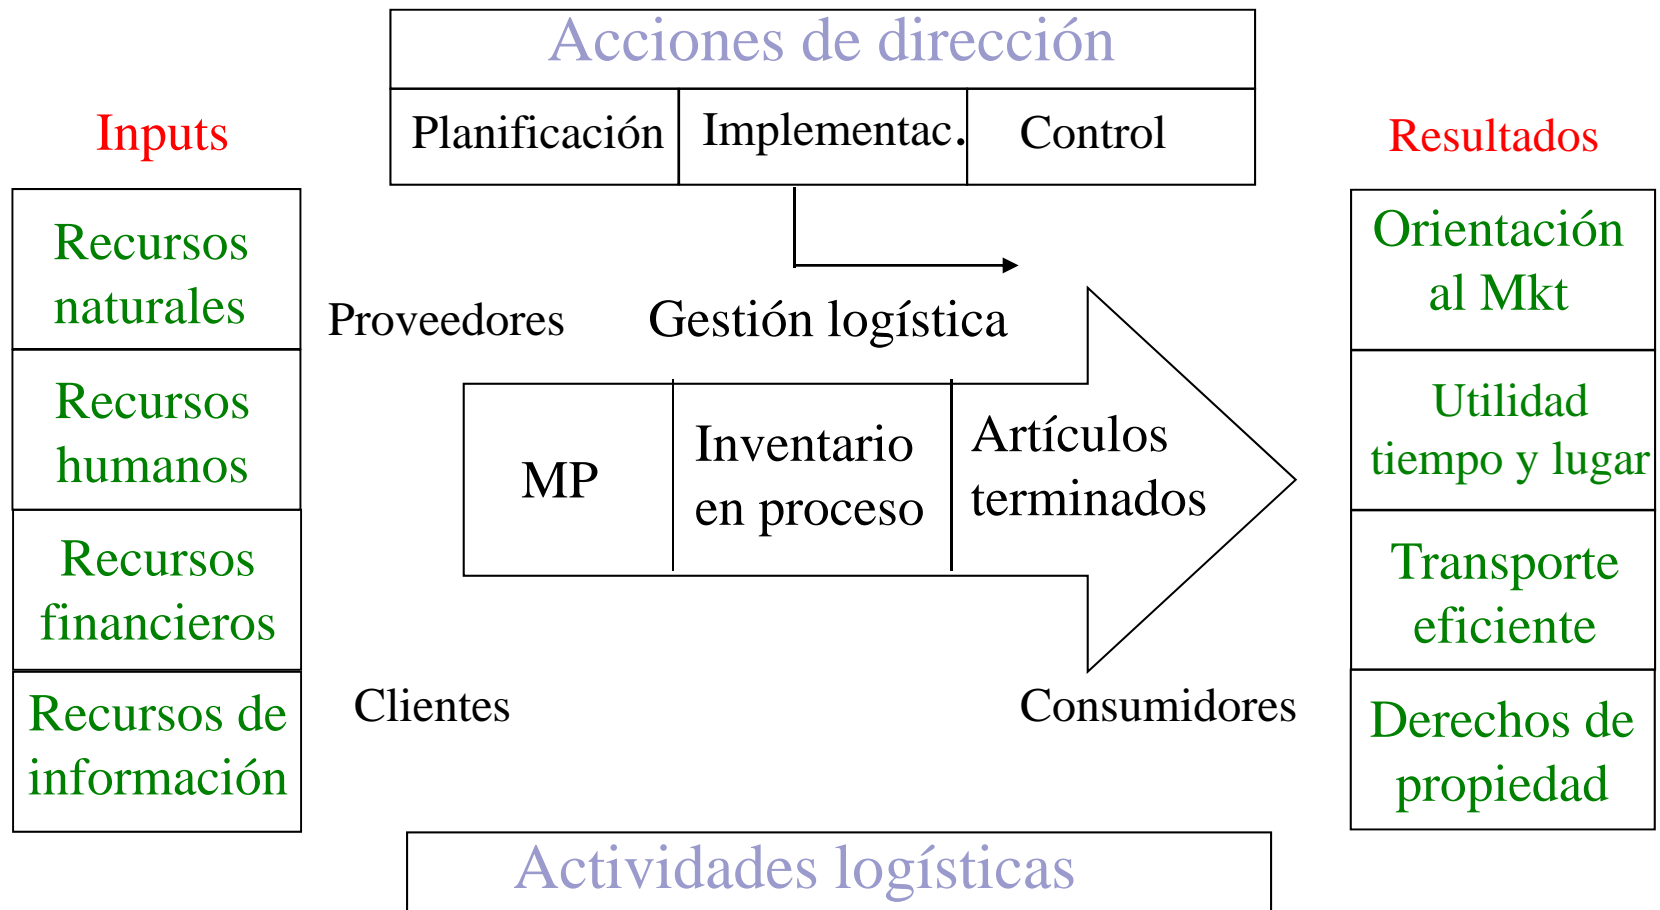 Acciones de dirección
Planificación
Implementac.
Control
Inputs
Recursos
naturales
Recursos
humanos
Recursos
financieros
Recursos de
información
Proveedores
Gestión logística
MP
Inventario
en proceso
Artículos
terminados
Clientes
Consumidores
Resultados
Orientación
al Mkt
Utilidad
tiempo y lugar
Transporte
eficiente
Derechos de
propiedad
Actividades logísticas